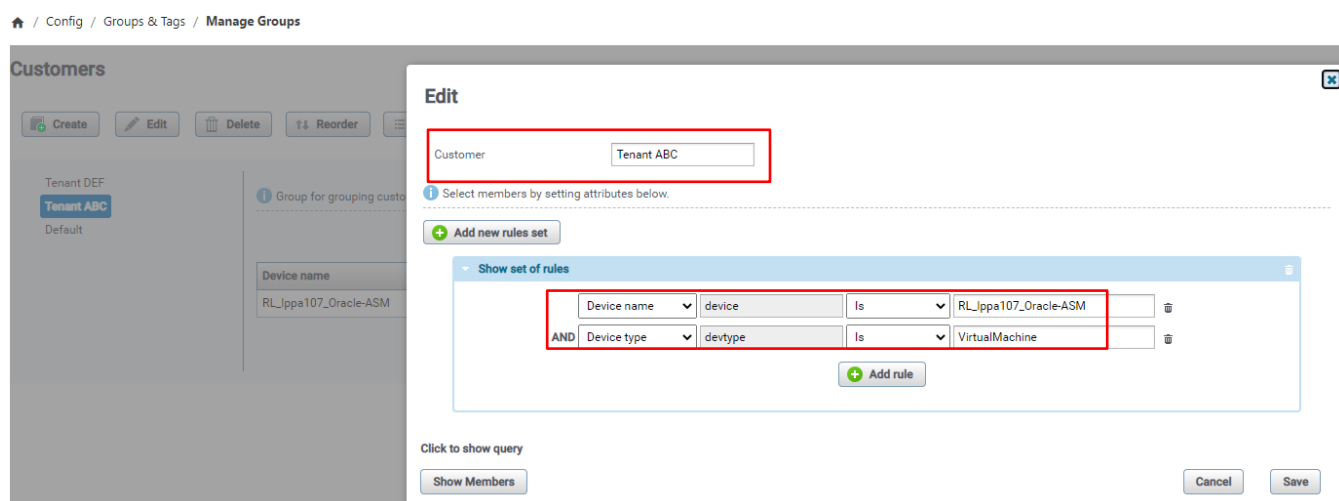 / Config / Groups & Tags / Manage Groups
Customers
Create Edit Delete Reorder
Tenant DEF
Tenant ABC
Default
Group for grouping custo
Device name
RL_lppa107_Oracle-ASM
Edit
Customer Tenant ABC
Select members by setting attributes below.
Add new rules set
Show set of rules
Device name device Is RL_lppa107_Oracle-ASM
AND Device type devtype Is VirtualMachine
Add rule
Click to show query
Show Members Cancel Save